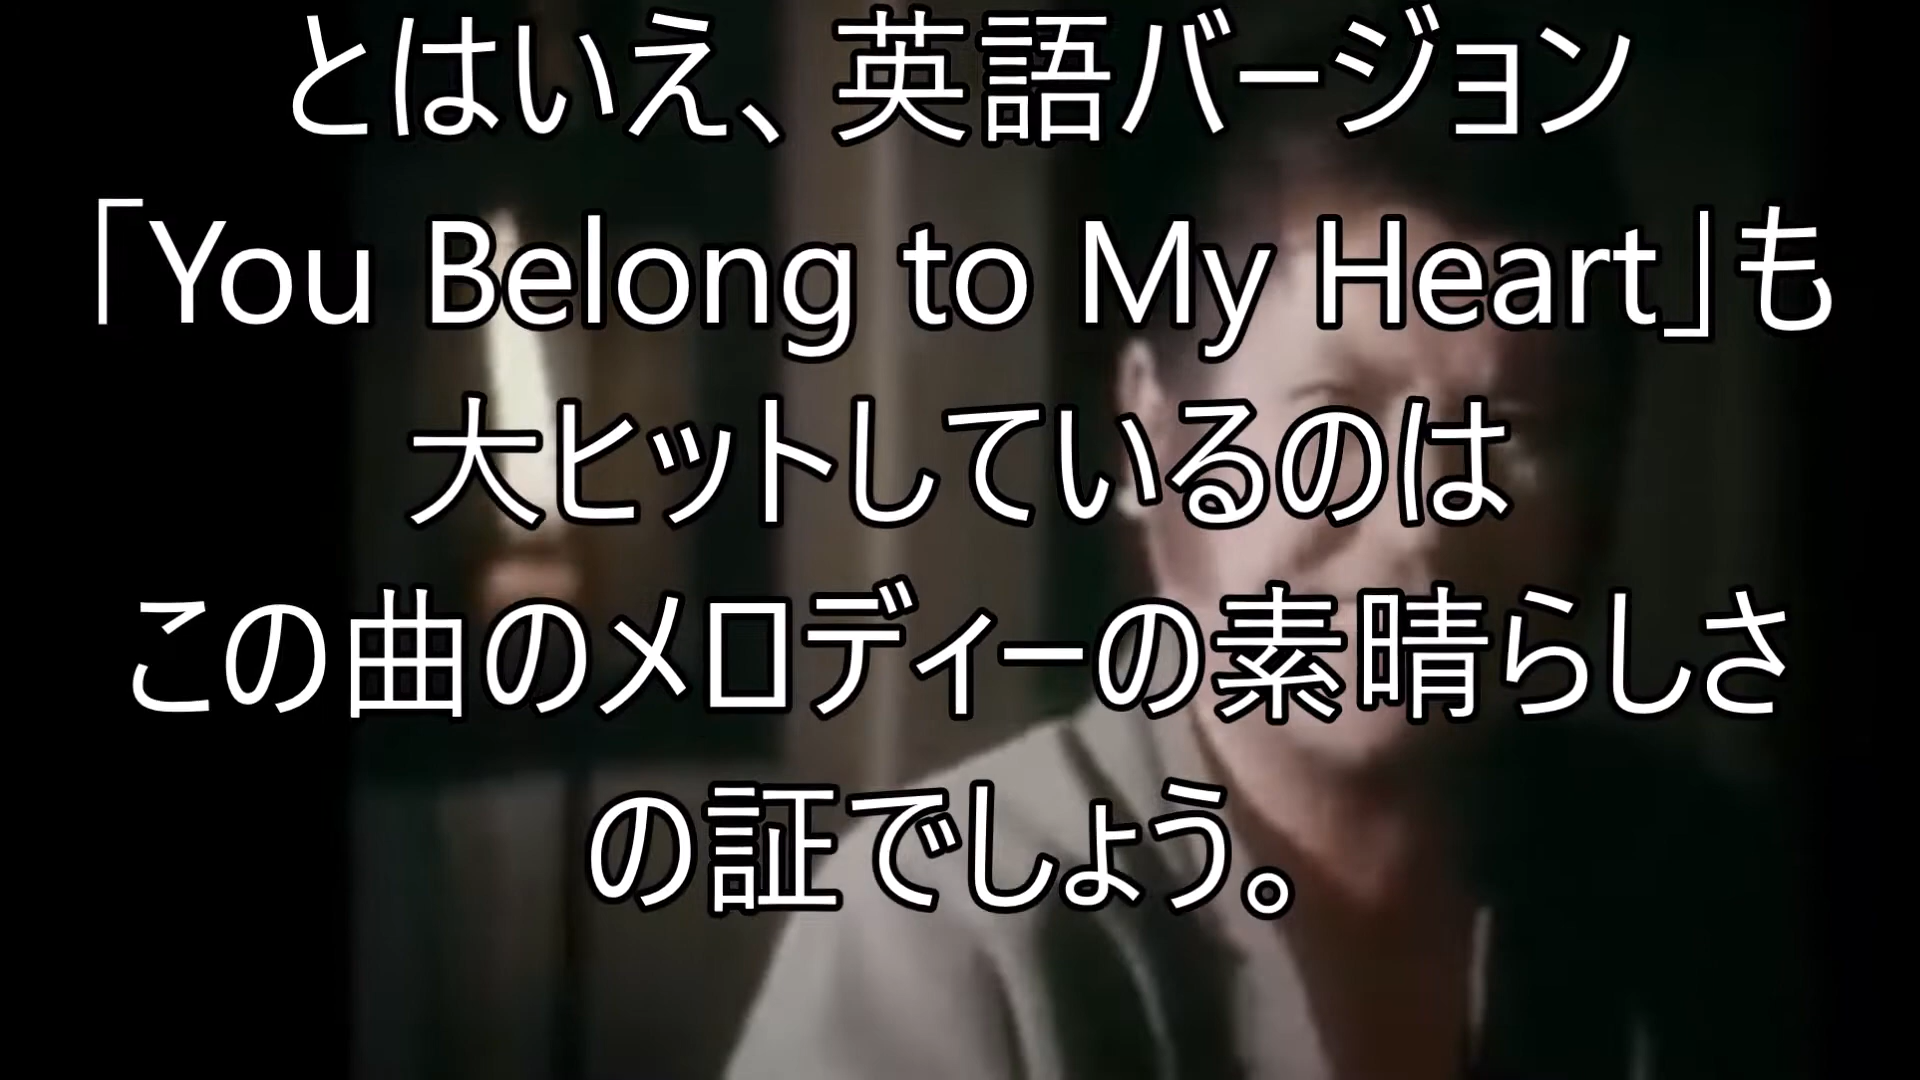 とはいえ、英語バージョン
「You Belong to My Heart」も
大ヒットしているのは
この曲のメロディーの素晴らしさ
の証でしょう。